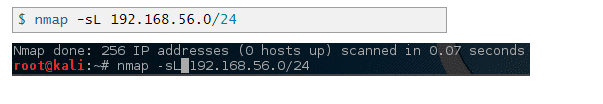 $ nmap -sL 192.168.56.0/24
Nmap done: 256 IP addresses (0 hosts up) scanned in 0.07 seconds
root@kali:~# nmap -sL 192.168.56.0/24